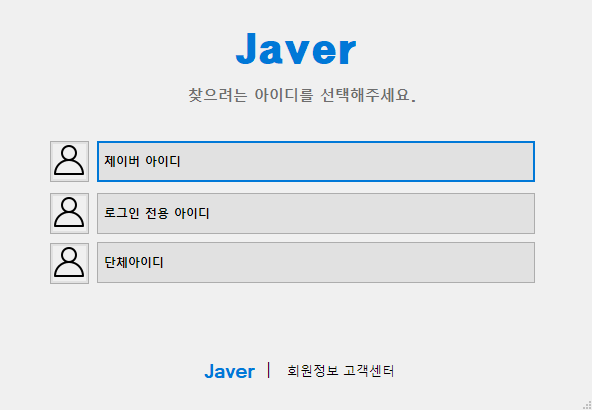 Javer
찾으려는 아이디를 선택해주세요.
제이버 아이디
로그인 전용 아이디
단체아이디
Javer | 회원정보 고객센터